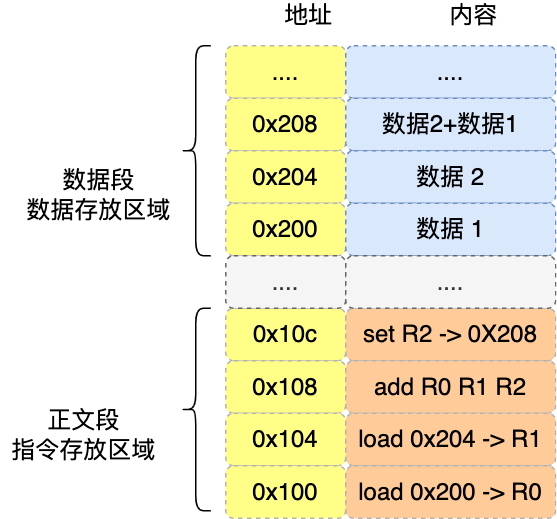 地址 内容
.... ....
0x208 数据2+数据1
数据段
数据存放区域
0x204 数据 2
0x200 数据 1
.... ....
0x10c set R2 -> 0X208
0x108 add R0 R1 R2
正文段
指令存放区域
0x104 load 0x204 -> R1
0x100 load 0x200 -> R0